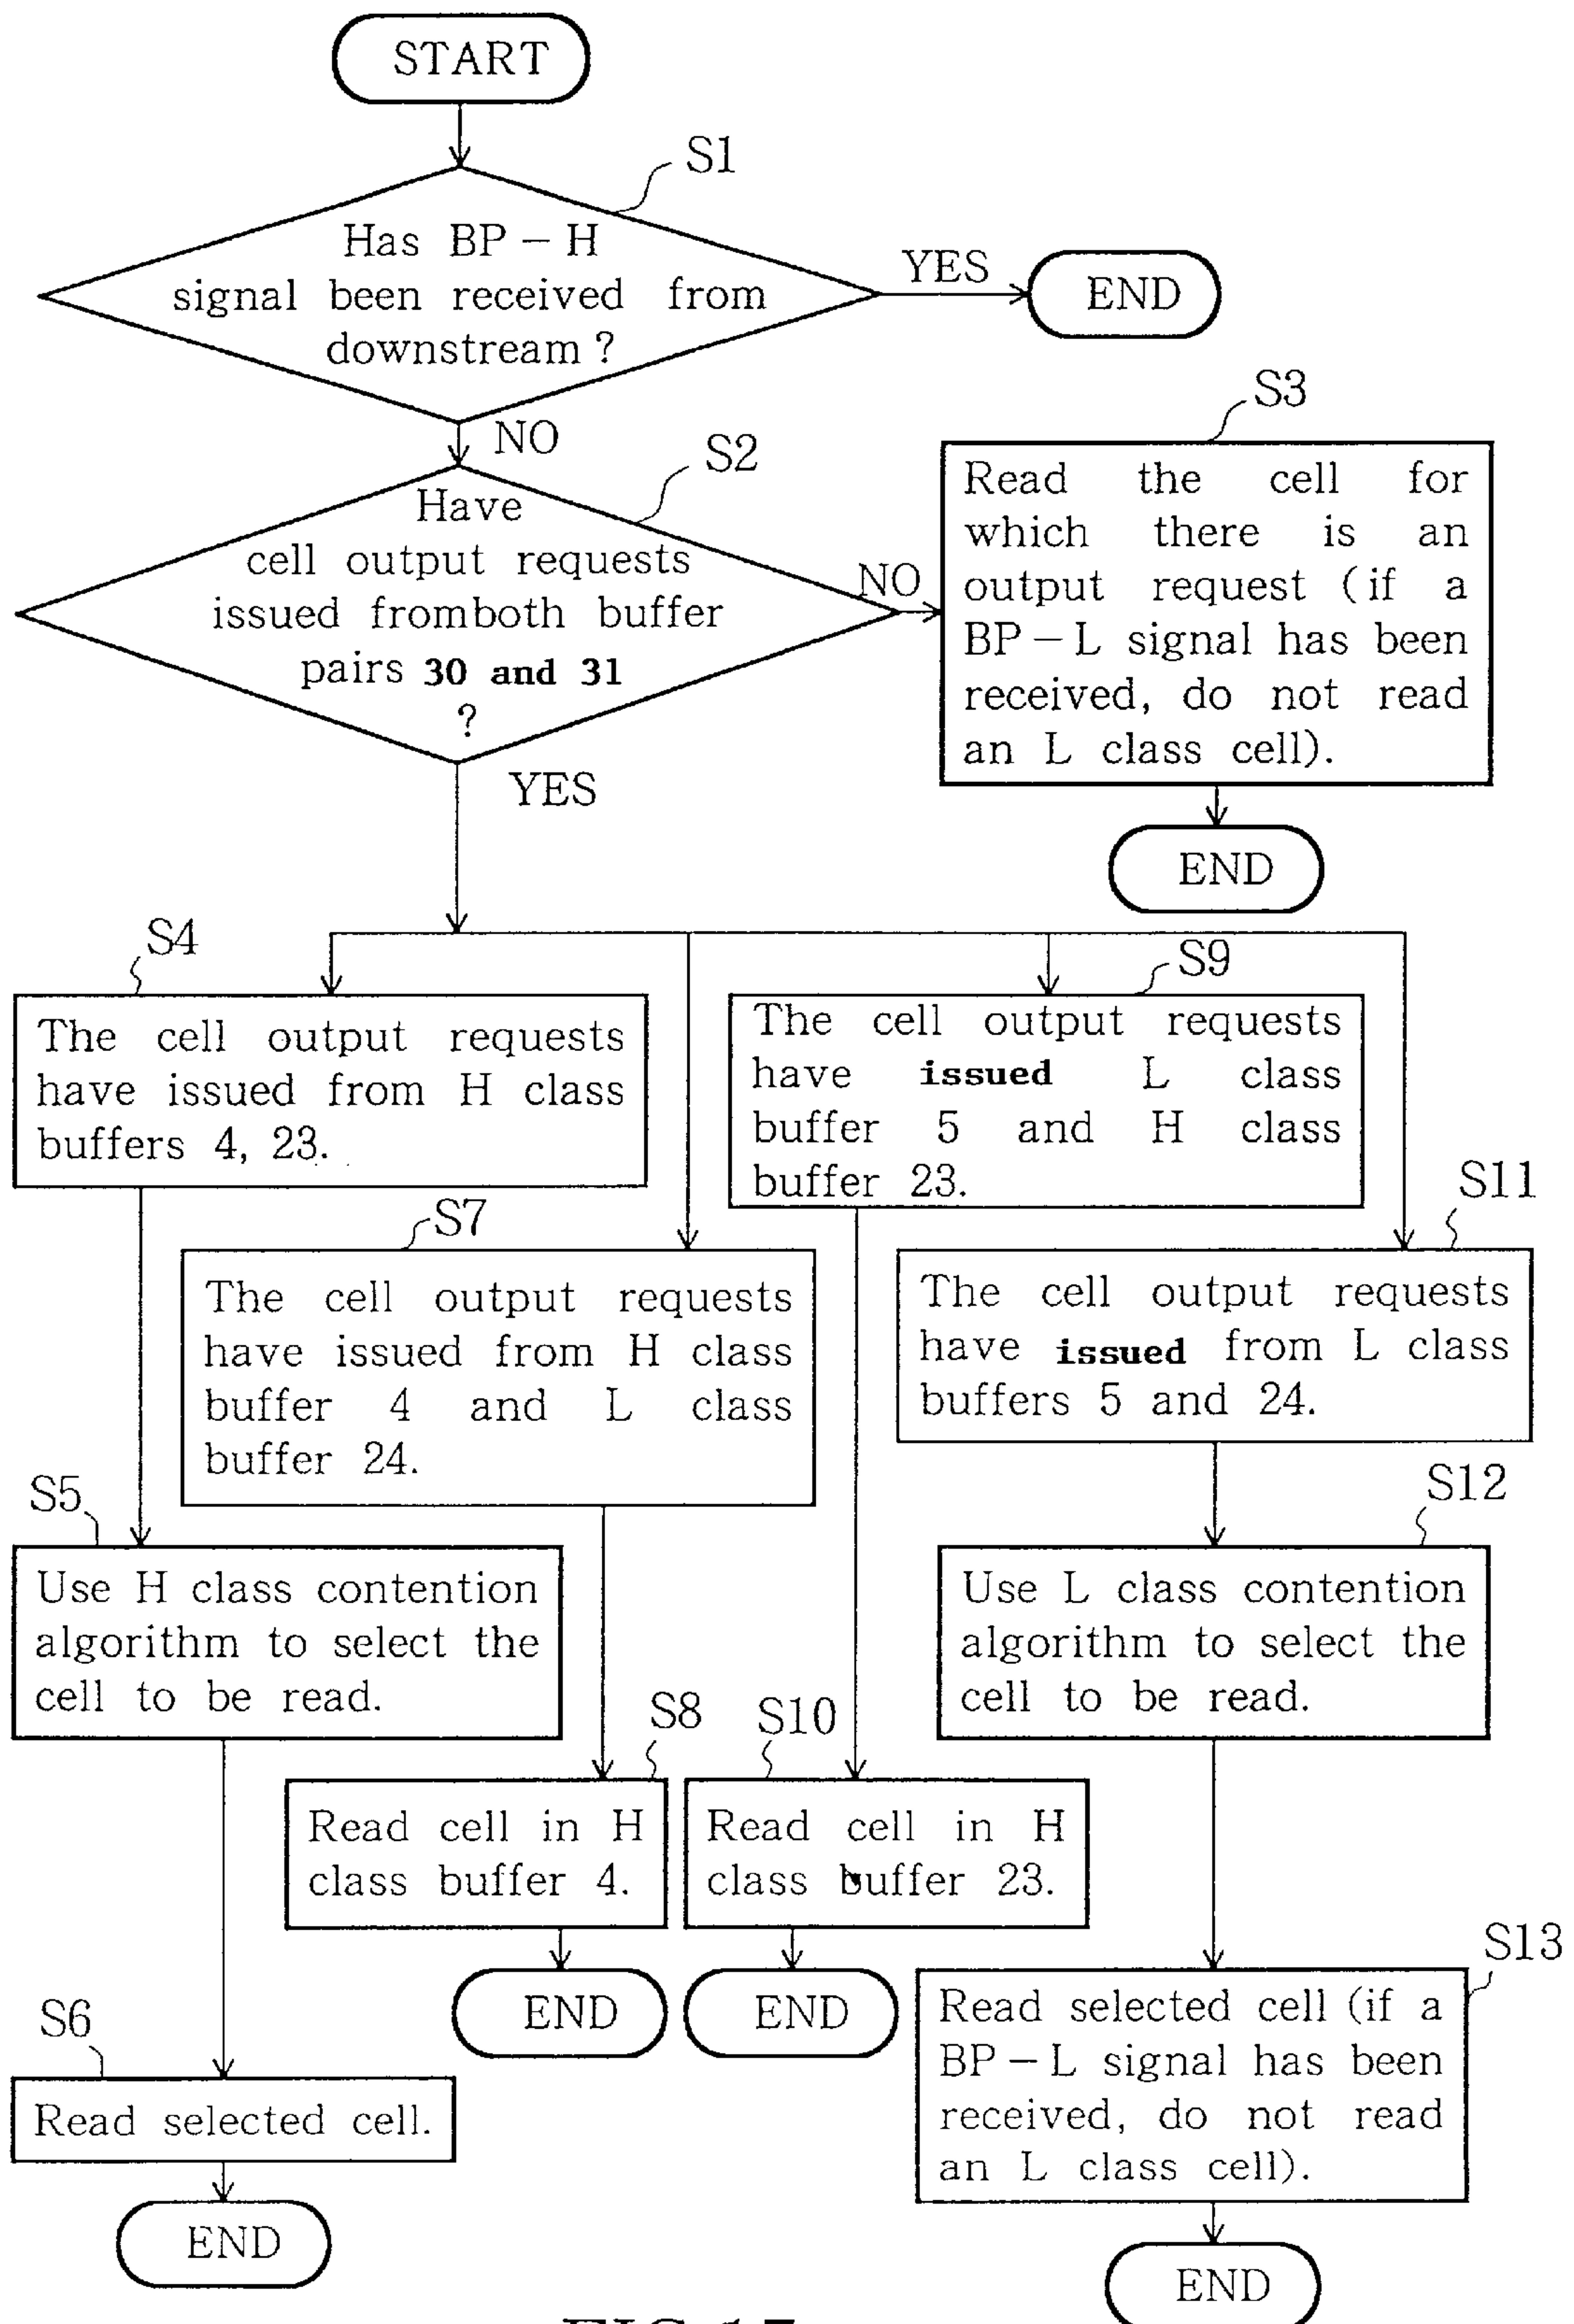 START
S1
Has BP-H
signal been received from
downstream?
YES
END
NO
S2
Have
cell output requests
issued fromboth buffer
pairs 30 and 31
?
NO
S3
Read the cell for
which there is an
output request (if a
BP-L signal has been
received, do not read
an L class cell).
END
YES
S4
The cell output requests
have issued from H class
buffers 4, 23.
S9
The cell output requests
have issued L class
buffer 5 and H class
buffer 23.
S7
The cell output requests
have issued from H class
buffer 4 and L class
buffer 24.
S11
The cell output requests
have issued from L class
buffers 5 and 24.
S5
Use H class contention
algorithm to select the
cell to be read.
S12
Use L class contention
algorithm to select the
cell to be read.
S8
Read cell in H
class buffer 4.
END
S10
Read cell in H
class buffer 23.
END
S6
Read selected cell.
END
S13
Read selected cell (if a
BP-L signal has been
received, do not read
an L class cell).
END